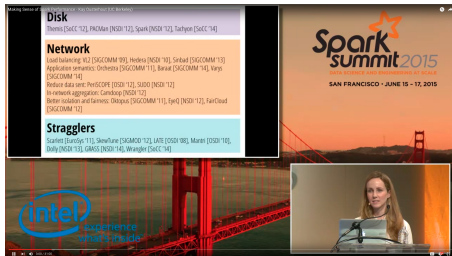 Making Sense of Spark Performance - Kay Ousterhout (UC Berkeley)
Disk
Themis [SoCC '12], PACMan [NSDI '12], Spark [NSDI '12], Tachyon [SoCC '14]
Network
Load balancing: VL2 [SIGCOMM '09], Hedera [NSDI '10], Sinbad [SIGCOMM '13]
Application semantics: Orchestra [SIGCOMM '11], Baraat [SIGCOMM '14], Varys
[SIGCOMM '14]
Reduce data sent: PeriSCOPE [OSDI '12], SUDO [NSDI '12]
In-network aggregation: Camdoop [NSDI '12]
Better isolation and fairness: Oktopus [SIGCOMM '11], EyeQ [NSDI '12], FairCloud
[SIGCOMM '12]
Stragglers
Scarlett [EuroSys '11], SkewTune [SIGMOD '12], LATE [OSDI '08], Mantri [OSDI '10],
Dolly [NSDI '13], GRASS [NSDI '14], Wrangler [SoCC '14]
Spark
summit 2015
DATA SCIENCE AND ENGINEERING AT SCALE
SAN FRANCISCO • JUNE 15 – 17, 2015
intel
experience
what's inside